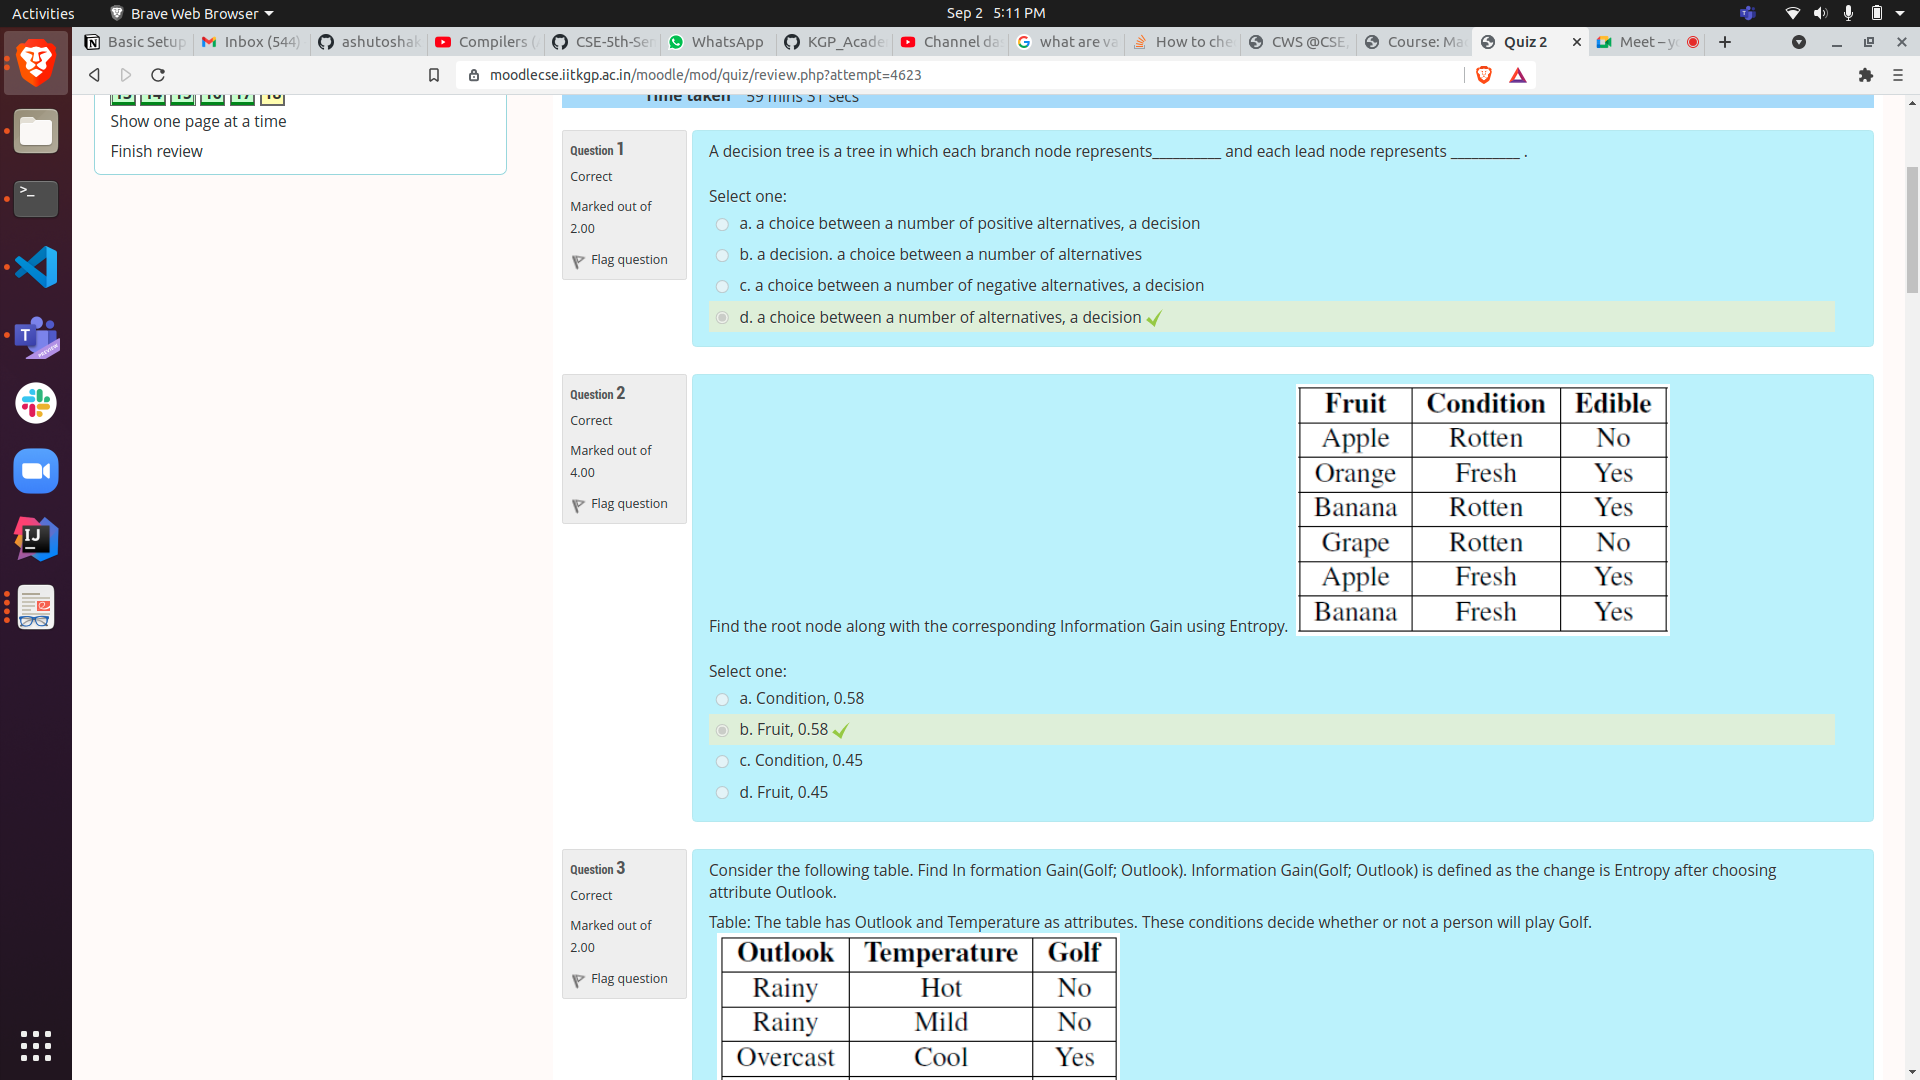 Activities
Brave Web Browser
Sep 2 5:11 PM
Basic Setup
Inbox (544)
ashutoshak
Compilers (
CSE-5th-Ser
WhatsApp
KGP_Acade
Channel da
what are va
How to che
CWS @CSE,
Course: Ma
Quiz 2
Meet – y
moodlecse.iitkgp.ac.in/moodle/mod/quiz/review.php?attempt=4623
Show one page at a time
Finish review
Time taken 59 mins 31 secs
Question 1
Correct
Marked out of
2.00
Flag question
A decision tree is a tree in which each branch node represents__________ and each lead node represents __________ .
Select one:
a. a choice between a number of positive alternatives, a decision
b. a decision. a choice between a number of alternatives
c. a choice between a number of negative alternatives, a decision
d. a choice between a number of alternatives, a decision
Question 2
Correct
Marked out of
4.00
Flag question
Fruit Condition Edible
Apple Rotten No
Orange Fresh Yes
Banana Rotten Yes
Grape Rotten No
Apple Fresh Yes
Banana Fresh Yes
Find the root node along with the corresponding Information Gain using Entropy.
Select one:
a. Condition, 0.58
b. Fruit, 0.58
c. Condition, 0.45
d. Fruit, 0.45
Question 3
Correct
Marked out of
2.00
Flag question
Consider the following table. Find In formation Gain(Golf; Outlook). Information Gain(Golf; Outlook) is defined as the change is Entropy after choosing
attribute Outlook.
Table: The table has Outlook and Temperature as attributes. These conditions decide whether or not a person will play Golf.
Outlook Temperature Golf
Rainy Hot No
Rainy Mild No
Overcast Cool Yes